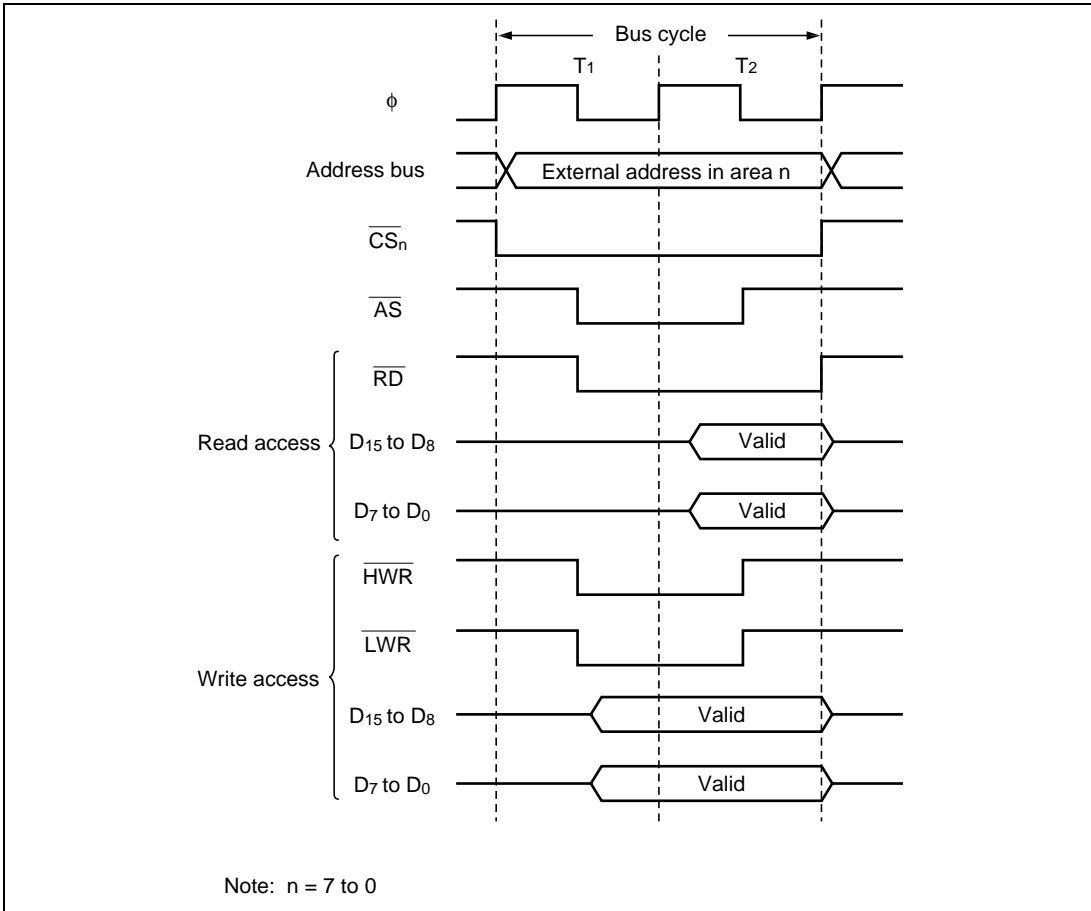 Bus cycle
T1 T2
ϕ
Address bus External address in area n
CSn
AS
RD
Read access D15 to D8 Valid
D7 to D0 Valid
HWR
LWR
Write access D15 to D8 Valid
D7 to D0 Valid
Note: n = 7 to 0